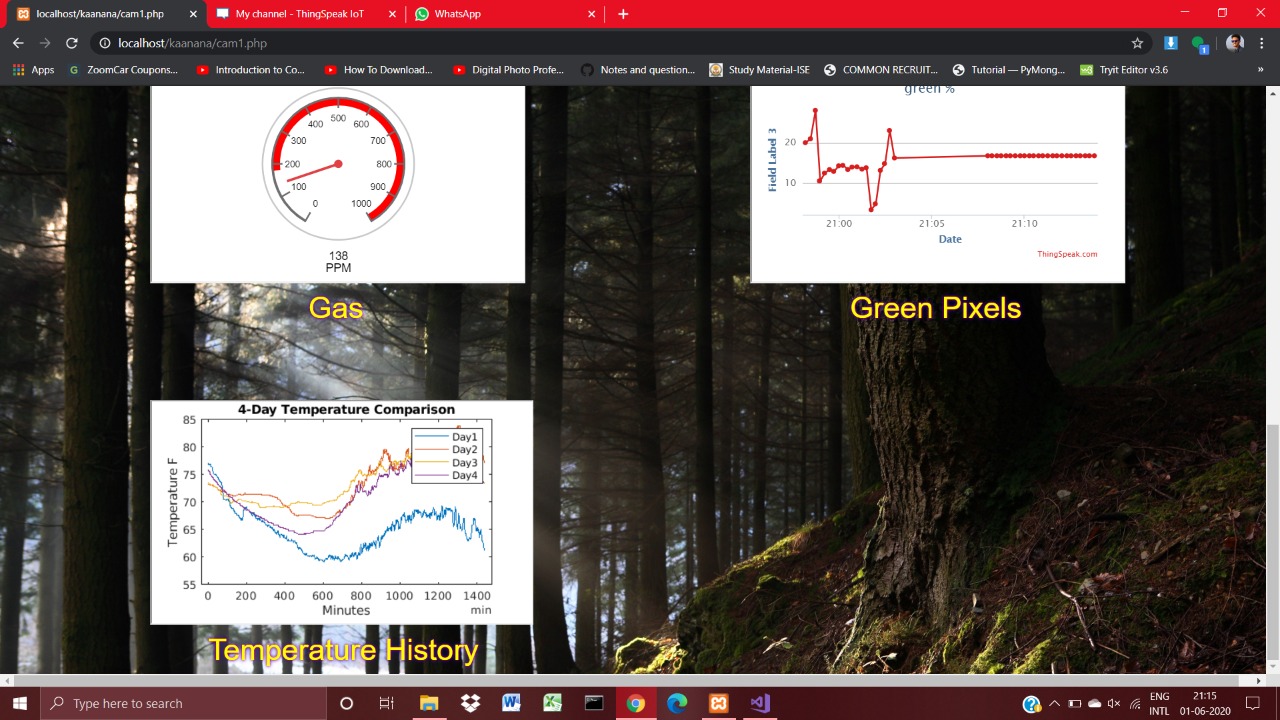 localhost/kaanana/cam1.php
My channel - ThingSpeak IoT
WhatsApp
localhost/kaanana/cam1.php
Apps
ZoomCar Coupons...
Introduction to Co...
How To Download...
Digital Photo Profe...
Notes and question...
Study Material-ISE
COMMON RECRUIT...
Tutorial — PyMong...
Tryit Editor v3.6
»
0
100
200
300
400
500
600
700
800
900
1000
138
PPM
Gas
green %
Field Label 3
20
10
21:00
21:05
21:10
Date
ThingSpeak.com
Green Pixels
4-Day Temperature Comparison
Temperature F
85
80
75
70
65
60
55
Day1
Day2
Day3
Day4
0
200
400
600
800
1000
1200
1400
Minutes
min
Temperature History
Type here to search
ENG
INTL
21:15
01-06-2020